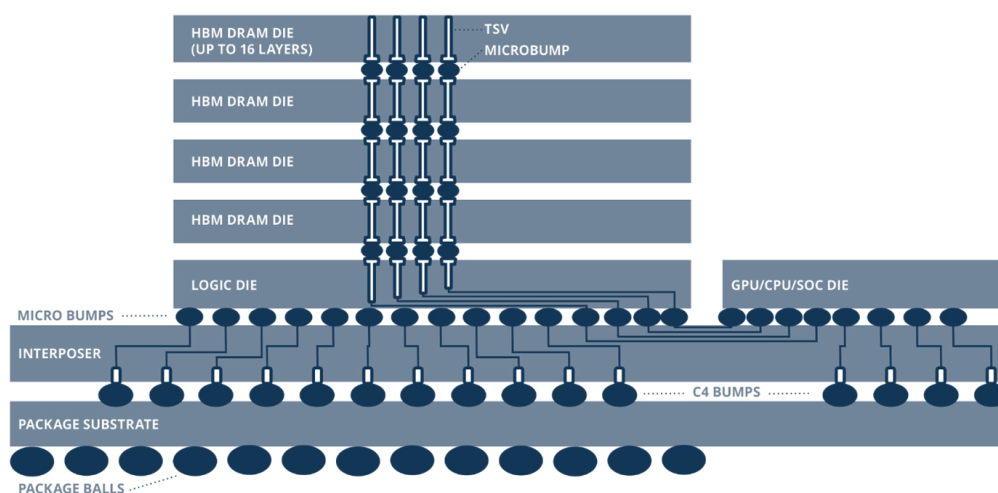 HBM DRAM DIE
(UP TO 16 LAYERS)
TSV
MICROBUMP
HBM DRAM DIE
HBM DRAM DIE
HBM DRAM DIE
LOGIC DIE
GPU/CPU/SOC DIE
MICRO BUMPS
INTERPOSER
C4 BUMPS
PACKAGE SUBSTRATE
PACKAGE BALLS